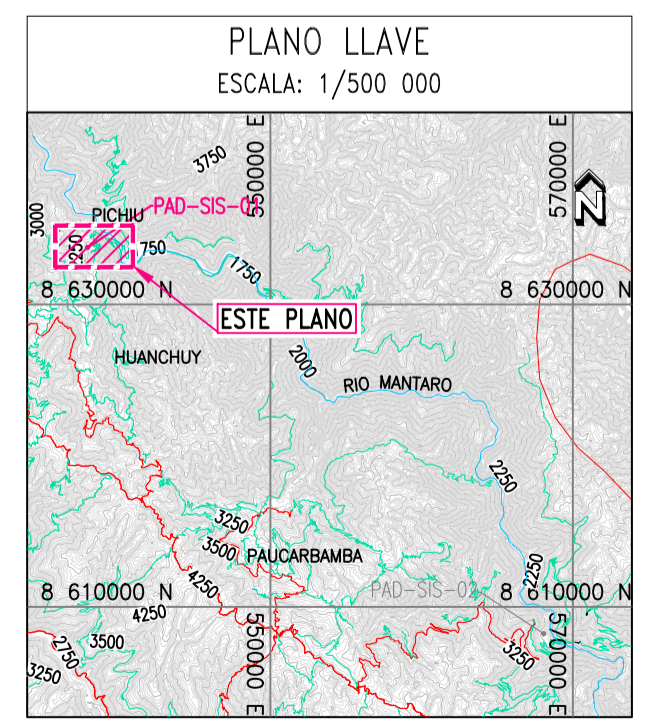 PLANO LLAVE
ESCALA: 1/500 000
550000 E
570000 E
N
3750
3000
PICHIU
PAD-SIS-01
2250
750
1750
8 630000 N
8 630000 N
ESTE PLANO
HUANCHUY
2000
RIO MANTARO
2250
3250
3500
PAUCARBAMBA
4250
2250
PAD-SIS-02
8 610000 N
8 610000 N
4250
3500
2750
3250
3250
550000 E
570000 E